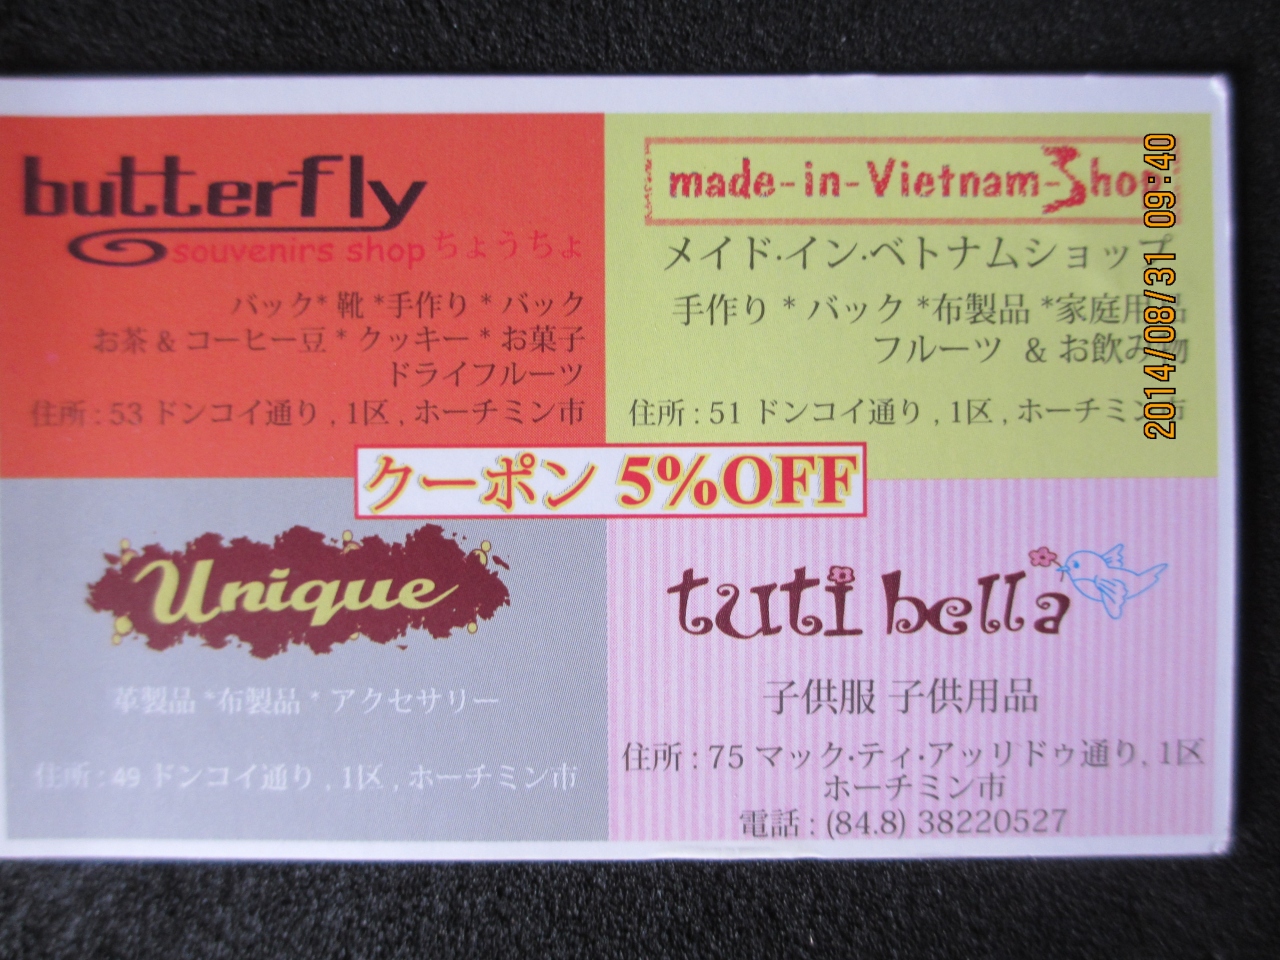 butterfly
souvenirs shop ちょうちょ
バック* 靴 *手作り * バック
お茶 & コーヒー豆 * クッキー * お菓子
ドライフルーツ
住所 : 53 ドンコイ通り , 1区 , ホーチミン市
made-in-Vietnam-Shop
メイド·イン·ベトナムショップ
手作り * バック *布製品 *家庭用品
フルーツ & お飲み物
住所 : 51 ドンコイ通り , 1区 , ホーチミン市
クーポン 5%OFF
Unique
革製品 *布製品 * アクセサリー
住所 : 49 ドンコイ通り , 1区 , ホーチミン市
tuti bella
子供服 子供用品
住所 : 75 マック·ティ·アッリドゥ通り, 1区
ホーチミン市
電話 : (84.8) 38220527
2014/08/31 09:40